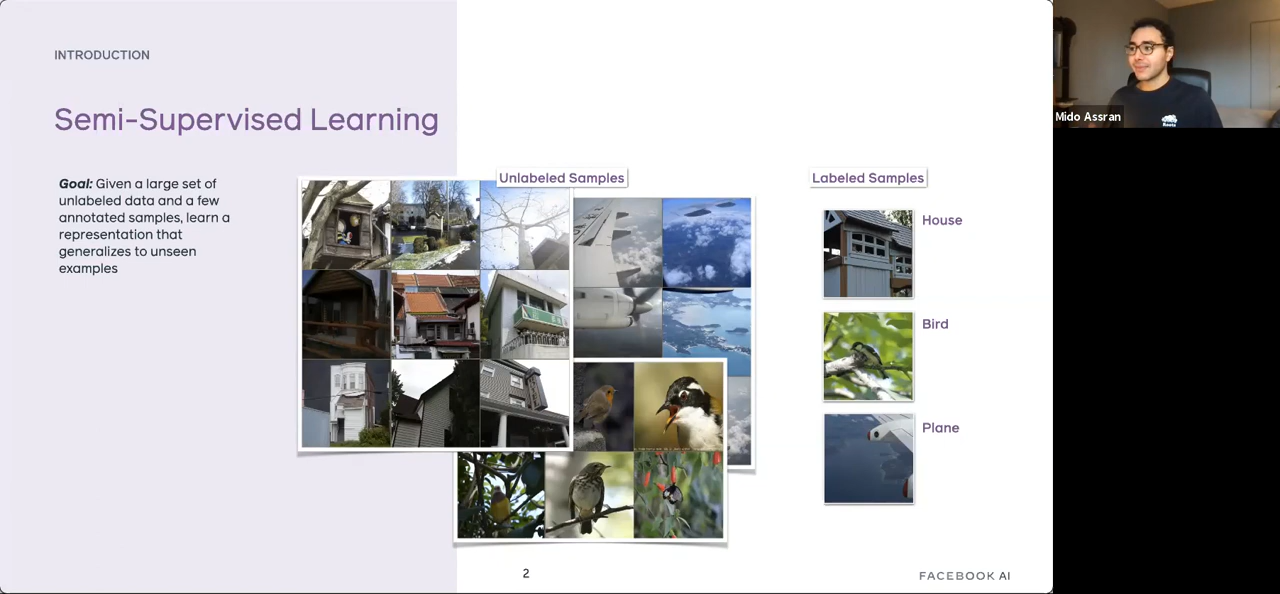 INTRODUCTION
Semi-Supervised Learning
Goal: Given a large set of
unlabeled data and a few
annotated samples, learn a
representation that
generalizes to unseen
examples
Unlabeled Samples
Labeled Samples
House
Bird
Plane
2
FACEBOOK AI
Mido Assran
Roots